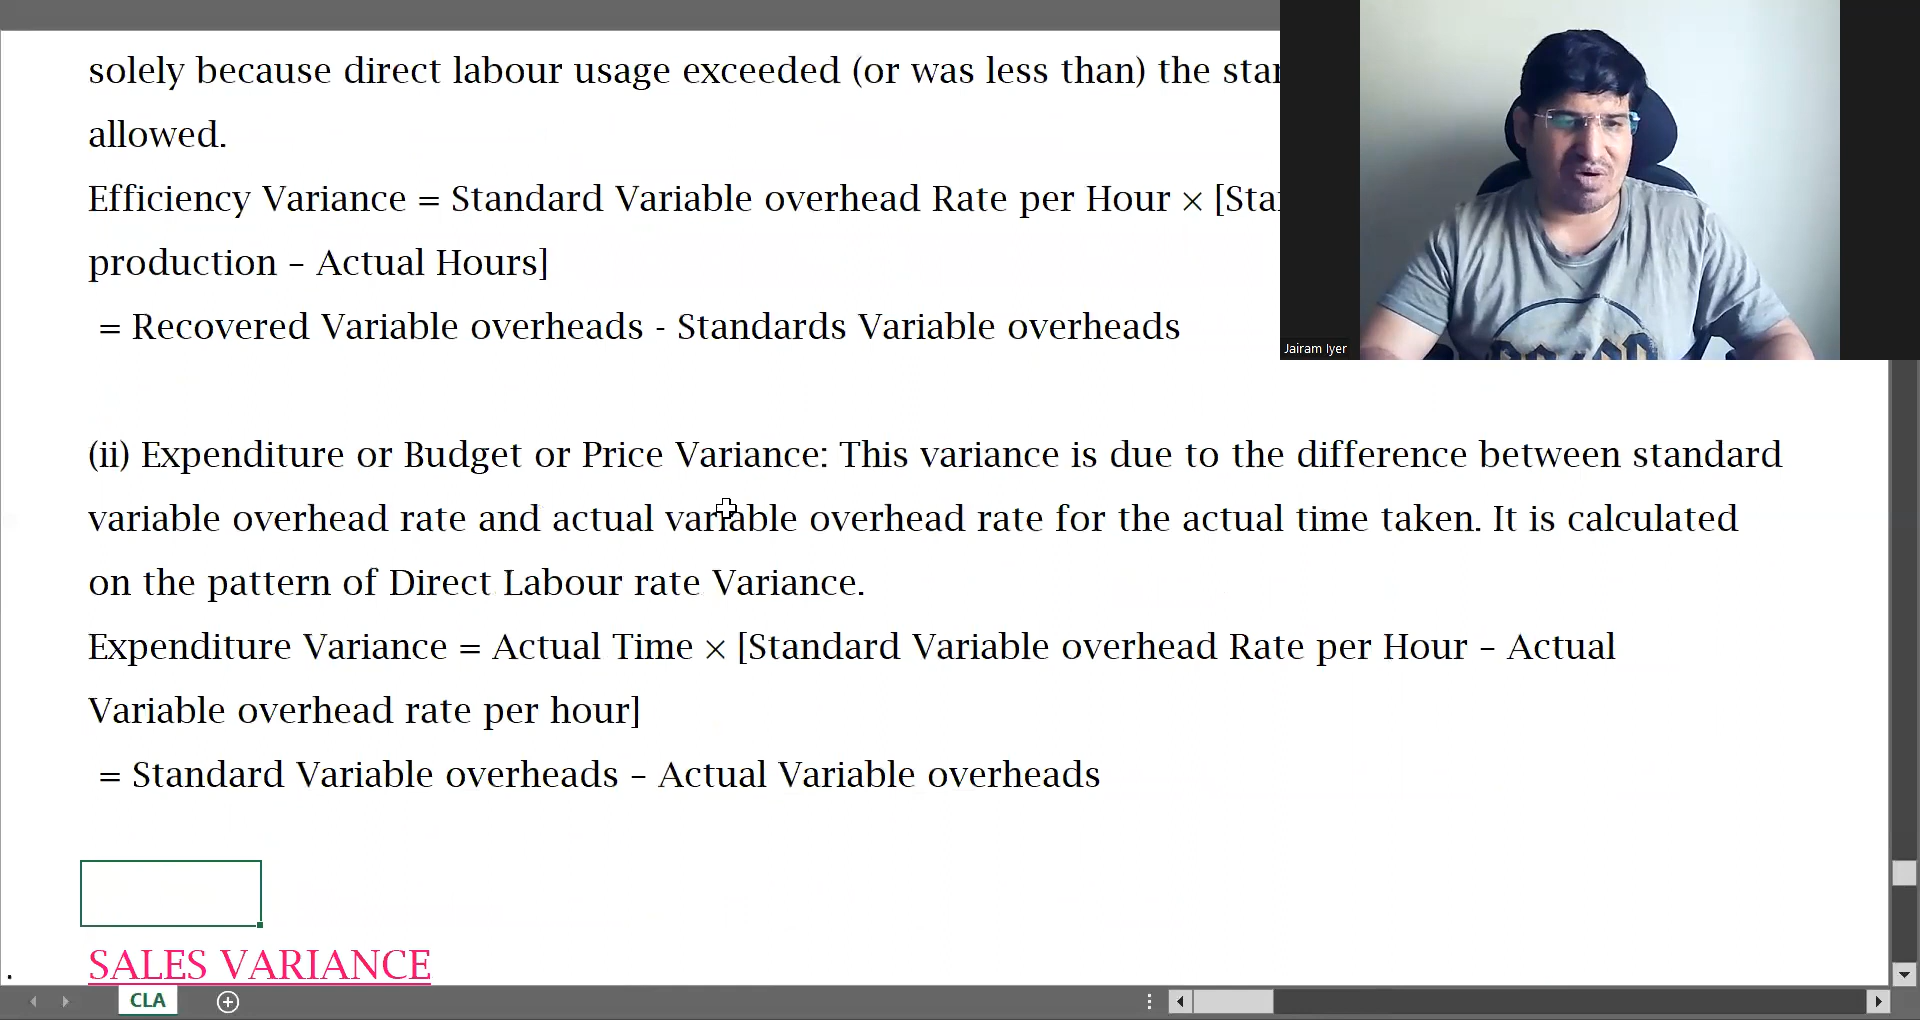 solely because direct labour usage exceeded (or was less than) the
allowed.
Efficiency Variance = Standard Variable overhead Rate per Hour ×
production – Actual Hours]
= Recovered Variable overheads - Standards Variable overheads
Jairam Iyer
(ii) Expenditure or Budget or Price Variance: This variance is due to the difference between standard
variable overhead rate and actual variable overhead rate for the actual time taken. It is calculated
on the pattern of Direct Labour rate Variance.
Expenditure Variance = Actual Time × [Standard Variable overhead Rate per Hour – Actual
Variable overhead rate per hour]
= Standard Variable overheads – Actual Variable overheads
SALES VARIANCE
.
CLA